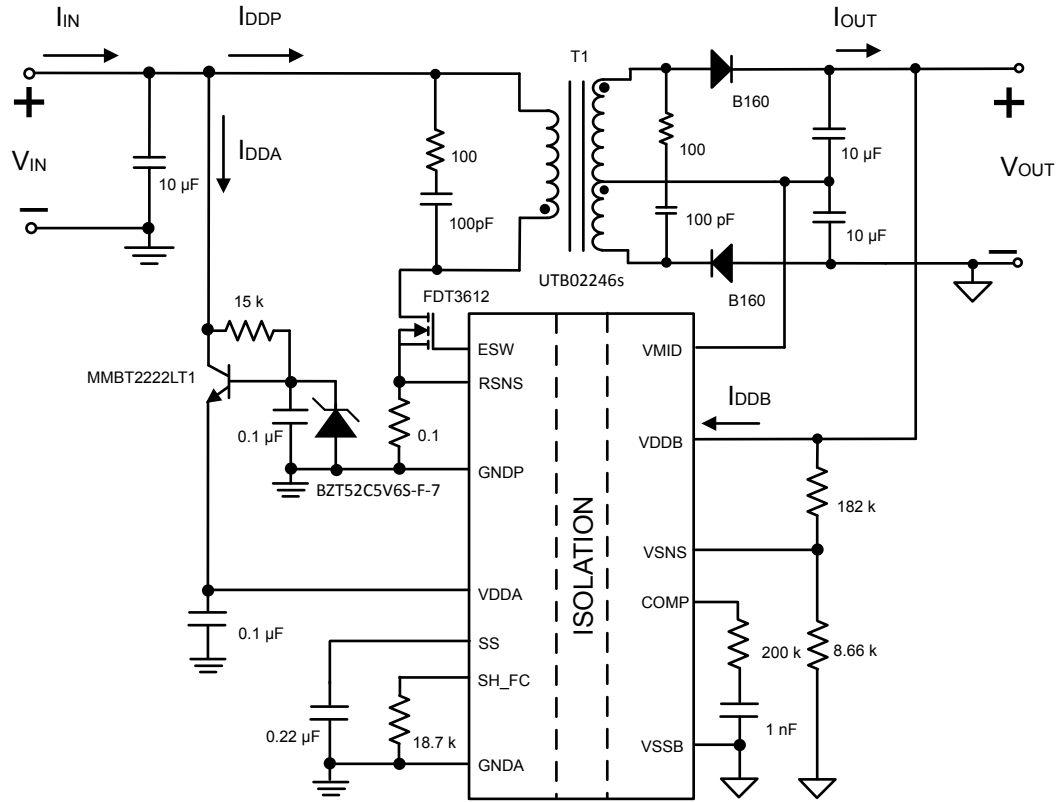 IIN
IDDP
IOUT
T1
B160
+
+
IDDA
100
100
10 µF
VIN
10 µF
VOUT
−
100pF
100 pF
10 µF
−
UTB02246s
B160
FDT3612
15 k
ESW
VMID
MMBT2222LT1
RSNS
IDDB
0.1 µF
0.1
VDDB
GNDP
BZT52C5V6S-F-7
182 k
ISOLATION
VSNS
VDDA
COMP
0.1 µF
SS
200 k
8.66 k
SH_FC
0.22 µF
18.7 k
1 nF
VSSB
GNDA